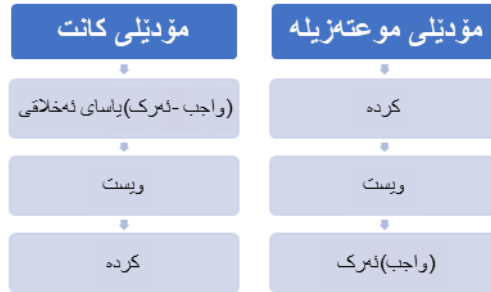 مۆدێلی موعتەزیلە
کردە
ویست
(واجب)ئەرک
مۆدێلی کانت
(واجب -ئەرک)یاسای ئەخلاقی
ویست
کردە